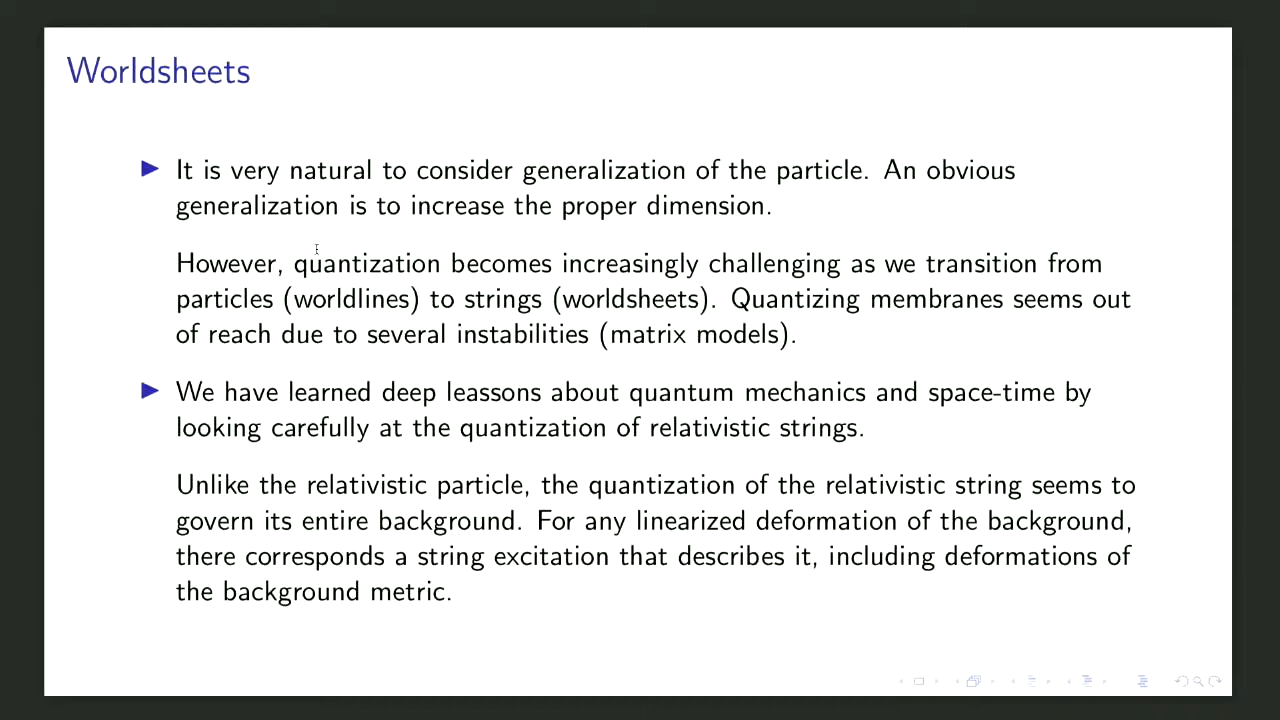 Worldsheets
It is very natural to consider generalization of the particle. An obvious
generalization is to increase the proper dimension.
However, quantization becomes increasingly challenging as we transition from
particles (worldlines) to strings (worldsheets). Quantizing membranes seems out
of reach due to several instabilities (matrix models).
We have learned deep leassons about quantum mechanics and space-time by
looking carefully at the quantization of relativistic strings.
Unlike the relativistic particle, the quantization of the relativistic string seems to
govern its entire background. For any linearized deformation of the background,
there corresponds a string excitation that describes it, including deformations of
the background metric.